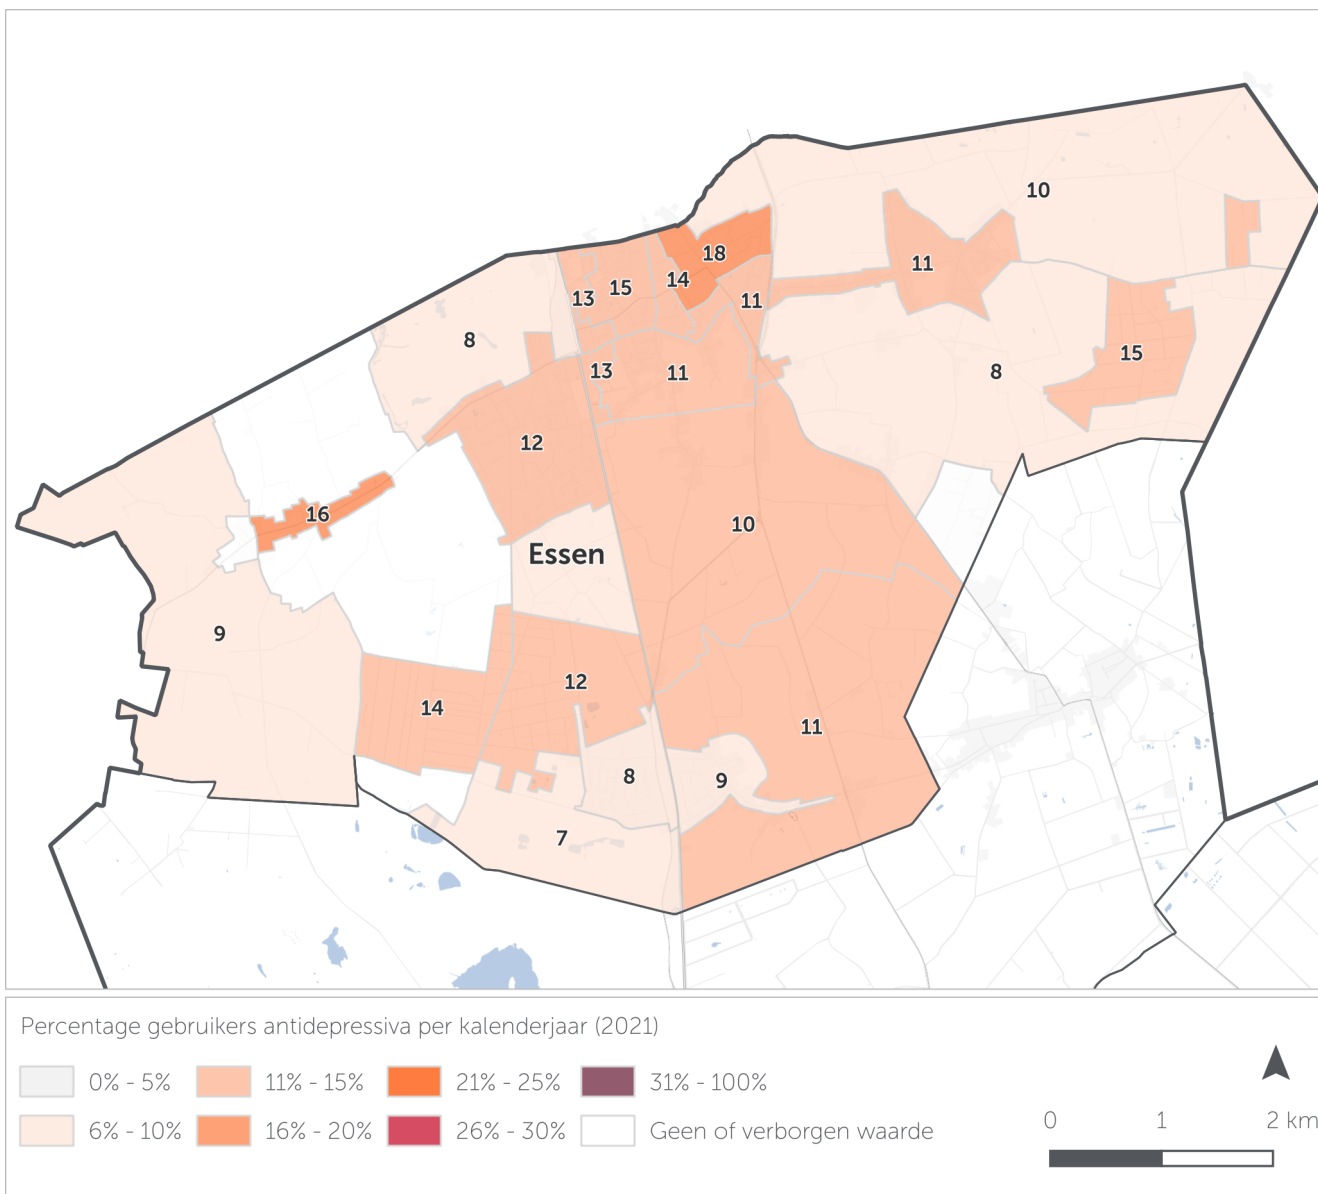 10
18
11
14
15
13
11
8
15
8
13
11
12
16
10
Essen
9
12
14
11
8
9
7
Percentage gebruikers antidepressiva per kalenderjaar (2021)
0% - 5%
11% - 15%
21% - 25%
31% - 100%
6% - 10%
16% - 20%
26% - 30%
Geen of verborgen waarde
0 1 2 km